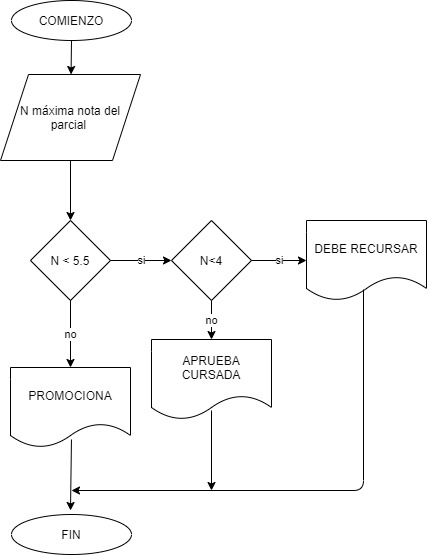 COMIENZO
N máxima nota del
parcial
N < 5.5
si
N<4
si
DEBE RECURSAR
no
no
PROMOCIONA
APRUEBA
CURSADA
FIN